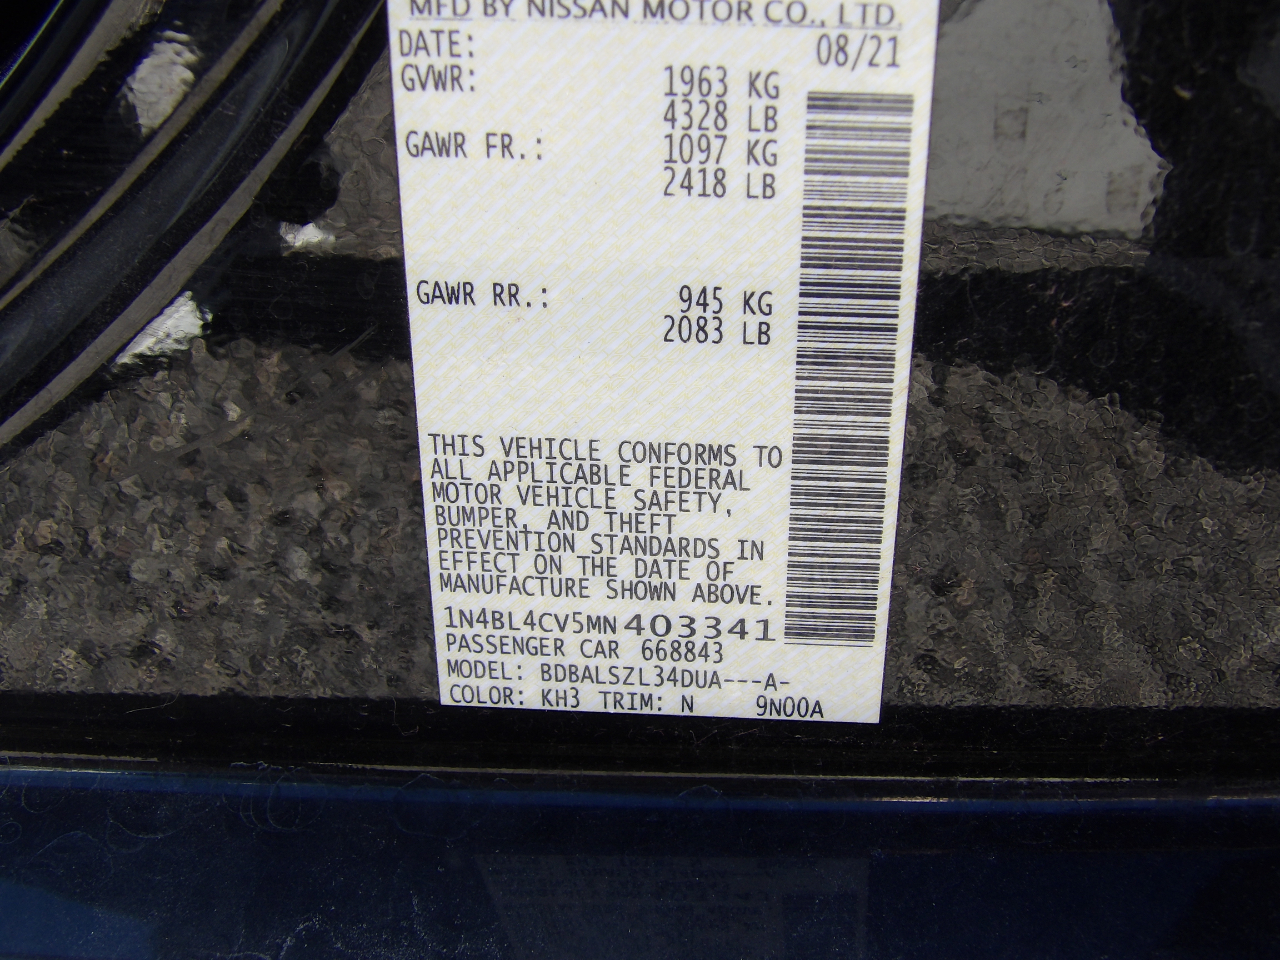 MFD BY NISSAN MOTOR CO., LTD.
DATE: 08/21
GVWR: 1963 KG
4328 LB
GAWR FR.: 1097 KG
2418 LB
GAWR RR.: 945 KG
2083 LB
THIS VEHICLE CONFORMS TO
ALL APPLICABLE FEDERAL
MOTOR VEHICLE SAFETY,
BUMPER, AND THEFT
PREVENTION STANDARDS IN
EFFECT ON THE DATE OF
MANUFACTURE SHOWN ABOVE.
1N4BL4CV5MN403341
PASSENGER CAR 668843
MODEL: BDBALSZL34DUA---A-
COLOR: KH3 TRIM: N 9N00A